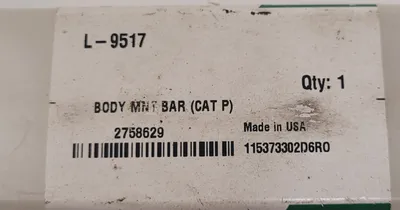 L-9517
Qty: 1
BODY MNT BAR (CAT P)
2758629 Made in USA
115373302D6R0